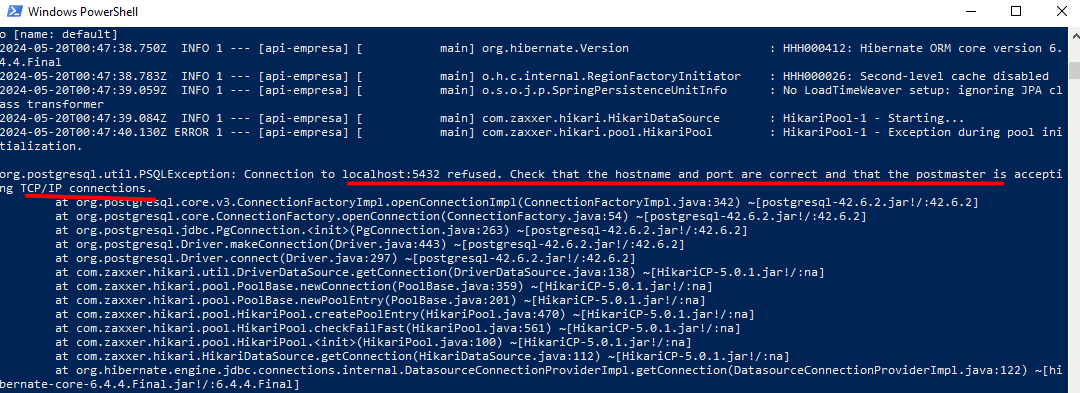 Windows PowerShell
o [name: default]
2024-05-20T00:47:38.750Z  INFO 1 --- [api-empresa] [           main] org.hibernate.Version                    : HHH000412: Hibernate ORM core version 6.
4.4.Final
2024-05-20T00:47:38.783Z  INFO 1 --- [api-empresa] [           main] o.h.c.internal.RegionFactoryInitiator    : HHH000026: Second-level cache disabled
2024-05-20T00:47:39.059Z  INFO 1 --- [api-empresa] [           main] o.s.o.j.p.SpringPersistenceUnitInfo      : No LoadTimeWeaver setup: ignoring JPA cl
ass transformer
2024-05-20T00:47:39.084Z  INFO 1 --- [api-empresa] [           main] com.zaxxer.hikari.HikariDataSource       : HikariPool-1 - Starting...
2024-05-20T00:47:40.130Z ERROR 1 --- [api-empresa] [           main] com.zaxxer.hikari.pool.HikariPool        : HikariPool-1 - Exception during pool ini
tialization.
org.postgresql.util.PSQLException: Connection to localhost:5432 refused. Check that the hostname and port are correct and that the postmaster is accepti
ng TCP/IP connections.
at org.postgresql.core.v3.ConnectionFactoryImpl.openConnectionImpl(ConnectionFactoryImpl.java:342) ~[postgresql-42.6.2.jar!/:42.6.2]
at org.postgresql.core.ConnectionFactory.openConnection(ConnectionFactory.java:54) ~[postgresql-42.6.2.jar!/:42.6.2]
at org.postgresql.jdbc.PgConnection.<init>(PgConnection.java:263) ~[postgresql-42.6.2.jar!/:42.6.2]
at org.postgresql.Driver.makeConnection(Driver.java:443) ~[postgresql-42.6.2.jar!/:42.6.2]
at org.postgresql.Driver.connect(Driver.java:297) ~[postgresql-42.6.2.jar!/:42.6.2]
at com.zaxxer.hikari.util.DriverDataSource.getConnection(DriverDataSource.java:138) ~[HikariCP-5.0.1.jar!/:na]
at com.zaxxer.hikari.pool.PoolBase.newConnection(PoolBase.java:359) ~[HikariCP-5.0.1.jar!/:na]
at com.zaxxer.hikari.pool.PoolBase.newPoolEntry(PoolBase.java:201) ~[HikariCP-5.0.1.jar!/:na]
at com.zaxxer.hikari.pool.HikariPool.createPoolEntry(HikariPool.java:470) ~[HikariCP-5.0.1.jar!/:na]
at com.zaxxer.hikari.pool.HikariPool.checkFailFast(HikariPool.java:561) ~[HikariCP-5.0.1.jar!/:na]
at com.zaxxer.hikari.pool.HikariPool.<init>(HikariPool.java:100) ~[HikariCP-5.0.1.jar!/:na]
at com.zaxxer.hikari.HikariDataSource.getConnection(HikariDataSource.java:112) ~[HikariCP-5.0.1.jar!/:na]
at org.hibernate.engine.jdbc.connections.internal.DatasourceConnectionProviderImpl.getConnection(DatasourceConnectionProviderImpl.java:122) ~[hi
bernate-core-6.4.4.Final.jar!/:6.4.4.Final]